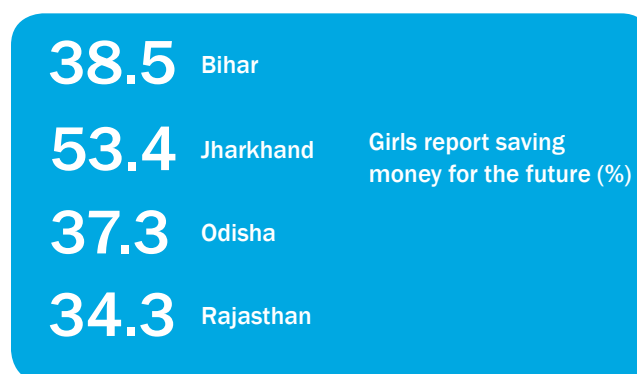 38.5 Bihar
53.4 Jharkhand
Girls report saving
money for the future (%)
37.3 Odisha
34.3 Rajasthan